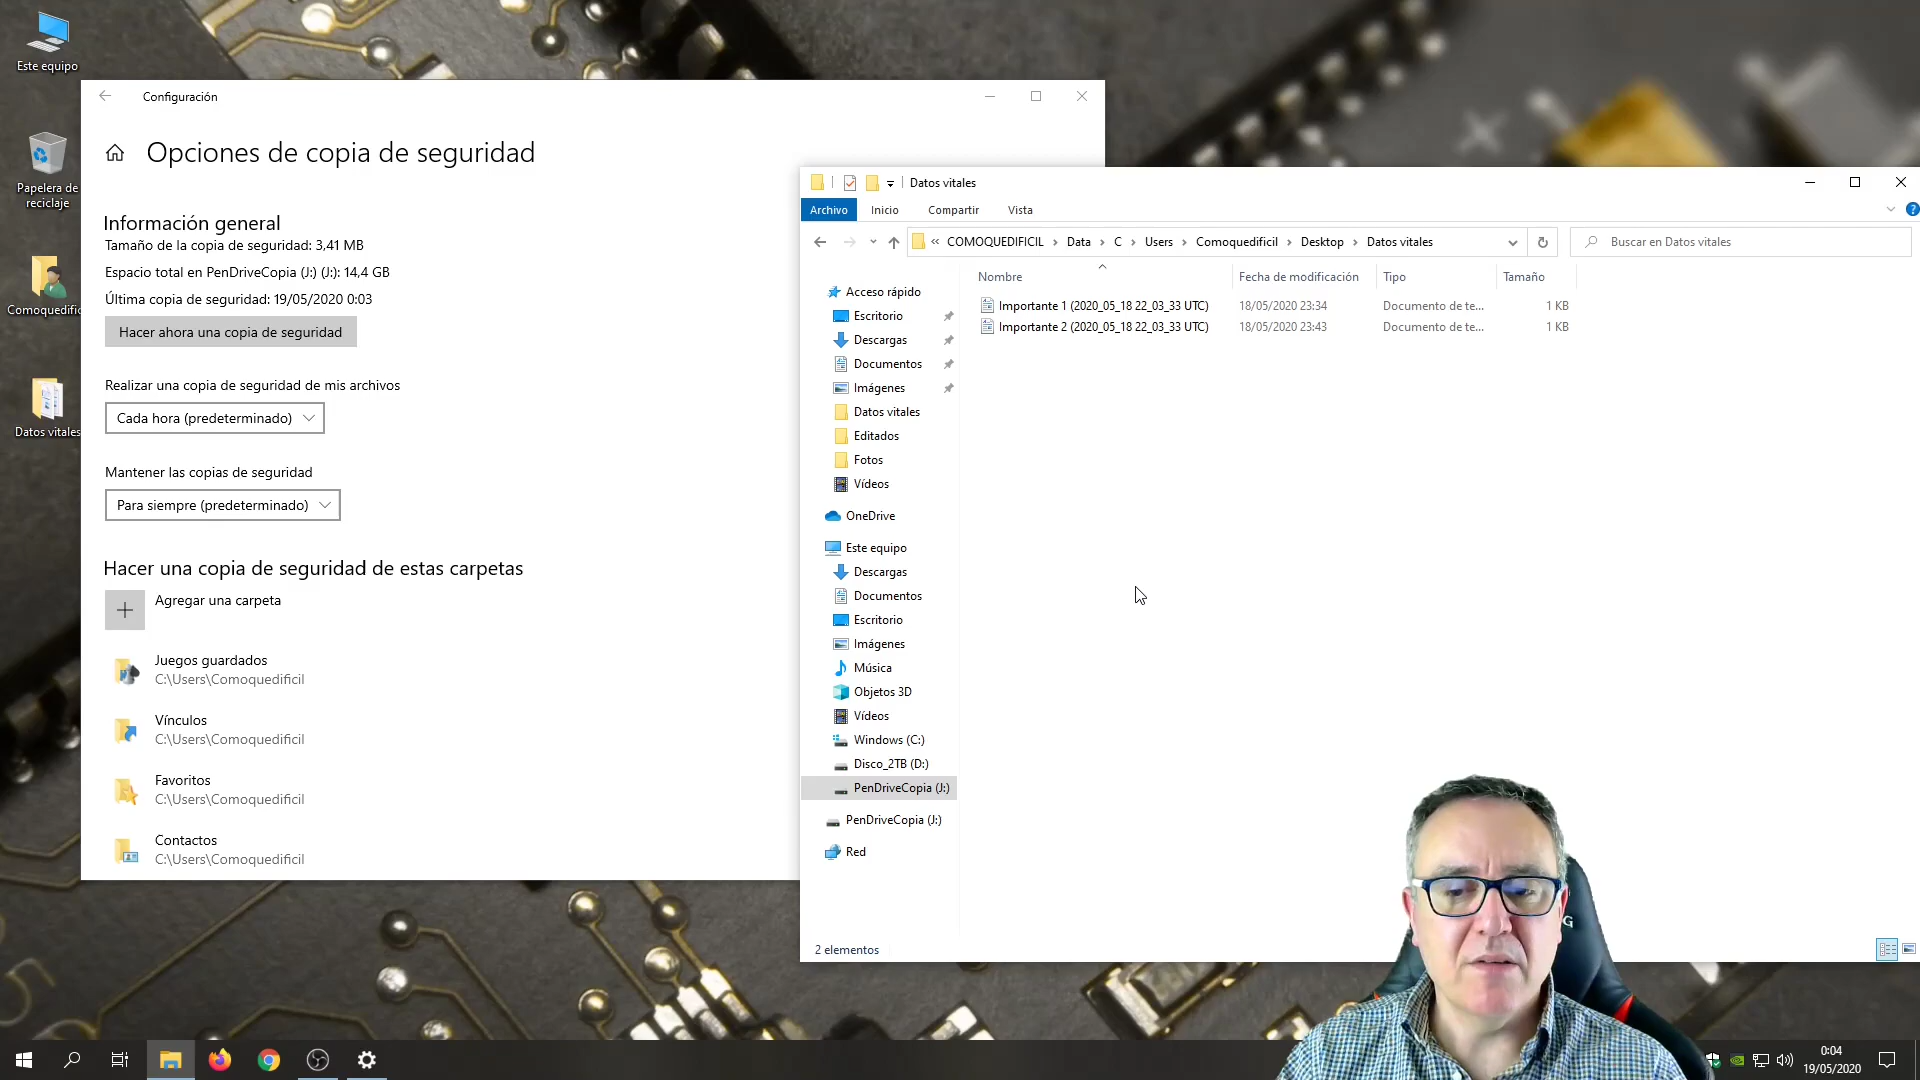 Este equipo
Papelera de
reciclaje
Comoquedific
Datos vitales
Configuración
Opciones de copia de seguridad
Información general
Tamaño de la copia de seguridad: 3,41 MB
Espacio total en PenDriveCopia (J:) (J:): 14,4 GB
Última copia de seguridad: 19/05/2020 0:03
Hacer ahora una copia de seguridad
Realizar una copia de seguridad de mis archivos
Cada hora (predeterminado)
Mantener las copias de seguridad
Para siempre (predeterminado)
Hacer una copia de seguridad de estas carpetas
Agregar una carpeta
Juegos guardados
C:\Users\Comoquedificil
Vínculos
C:\Users\Comoquedificil
Favoritos
C:\Users\Comoquedificil
Contactos
C:\Users\Comoquedificil
Datos vitales
Archivo Inicio Compartir Vista
« COMOQUEDIFICIL > Data > C > Users > Comoquedificil > Desktop > Datos vitales
Buscar en Datos vitales
Nombre Fecha de modificación Tipo Tamaño
Importante 1 (2020_05_18 22_03_33 UTC) 18/05/2020 23:34 Documento de te... 1 KB
Importante 2 (2020_05_18 22_03_33 UTC) 18/05/2020 23:43 Documento de te... 1 KB
Acceso rápido
Escritorio
Descargas
Documentos
Imágenes
Datos vitales
Editados
Fotos
Vídeos
OneDrive
Este equipo
Descargas
Documentos
Escritorio
Imágenes
Música
Objetos 3D
Vídeos
Windows (C:)
Disco_2TB (D:)
PenDriveCopia (J:)
PenDriveCopia (J:)
Red
2 elementos
G
0:04
19/05/2020